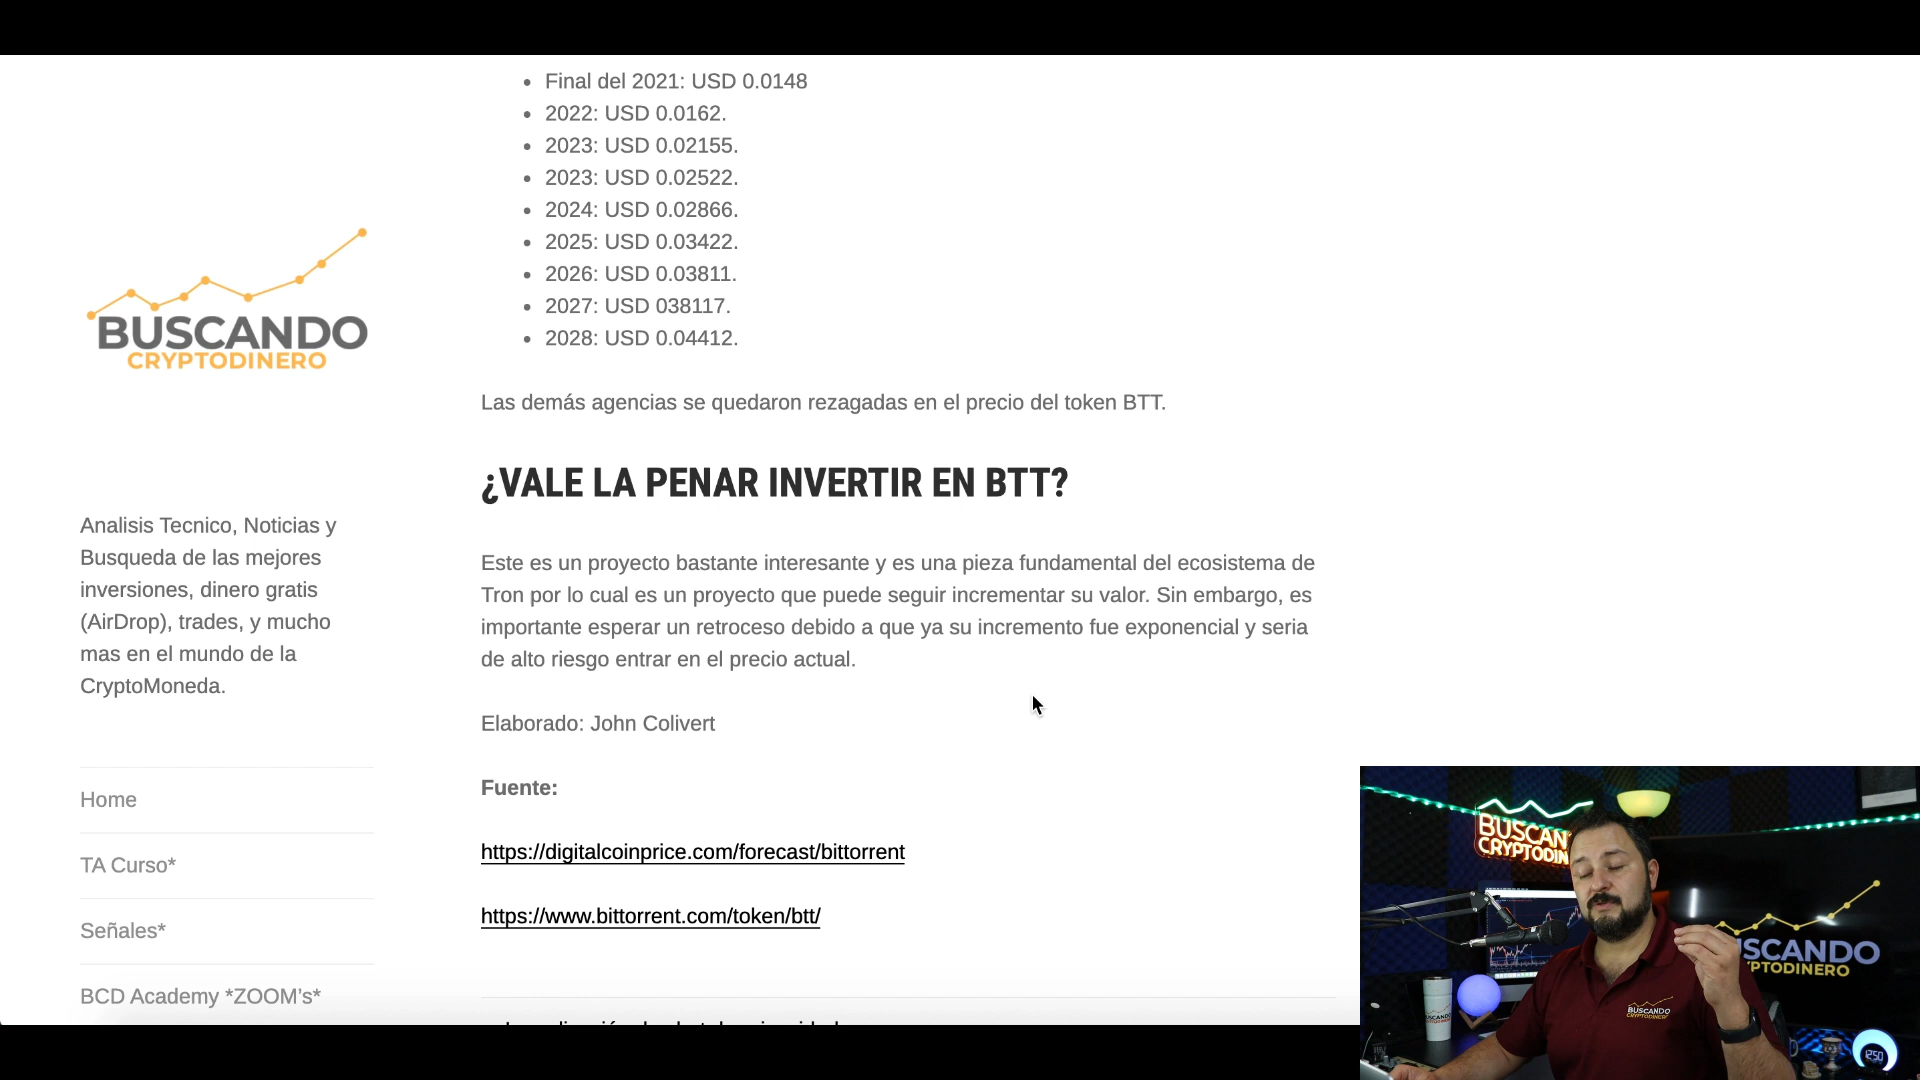 Final del 2021: USD 0.0148
2022: USD 0.0162.
2023: USD 0.02155.
2023: USD 0.02522.
2024: USD 0.02866.
2025: USD 0.03422.
2026: USD 0.03811.
2027: USD 038117.
2028: USD 0.04412.
Las demás agencias se quedaron rezagadas en el precio del token BTT.
¿VALE LA PENAR INVERTIR EN BTT?
Este es un proyecto bastante interesante y es una pieza fundamental del ecosistema de
Tron por lo cual es un proyecto que puede seguir incrementar su valor. Sin embargo, es
importante esperar un retroceso debido a que ya su incremento fue exponencial y seria
de alto riesgo entrar en el precio actual.
Elaborado: John Colivert
Fuente:
https://digitalcoinprice.com/forecast/bittorrent
https://www.bittorrent.com/token/btt/
BUSCANDO
CRYPTODINERO
Analisis Tecnico, Noticias y
Busqueda de las mejores
inversiones, dinero gratis
(AirDrop), trades, y mucho
mas en el mundo de la
CryptoMoneda.
Home
TA Curso*
Señales*
BCD Academy *ZOOM's*
BUSCAN
CRYPTODIN
SCANDO
PTODINERO
BUSCANDO
CRYPTODINERO
1250